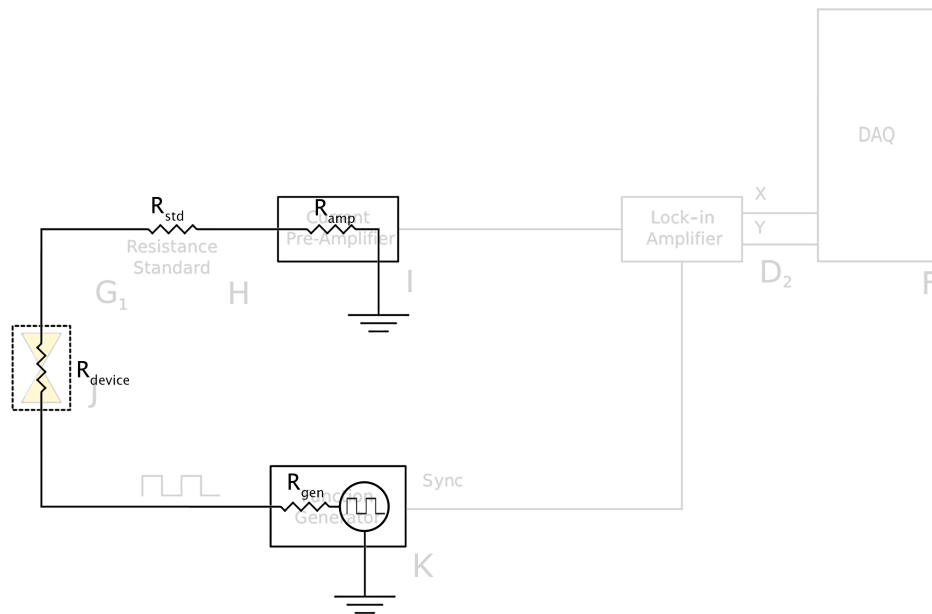 DAQ
X
R_std
R_amp
Current
Pre-Amplifier
Lock-in
Amplifier
Y
Resistance
Standard
D_2
G_1
H
I
F
R_device
J
Sync
R_gen
Function
Generator
K